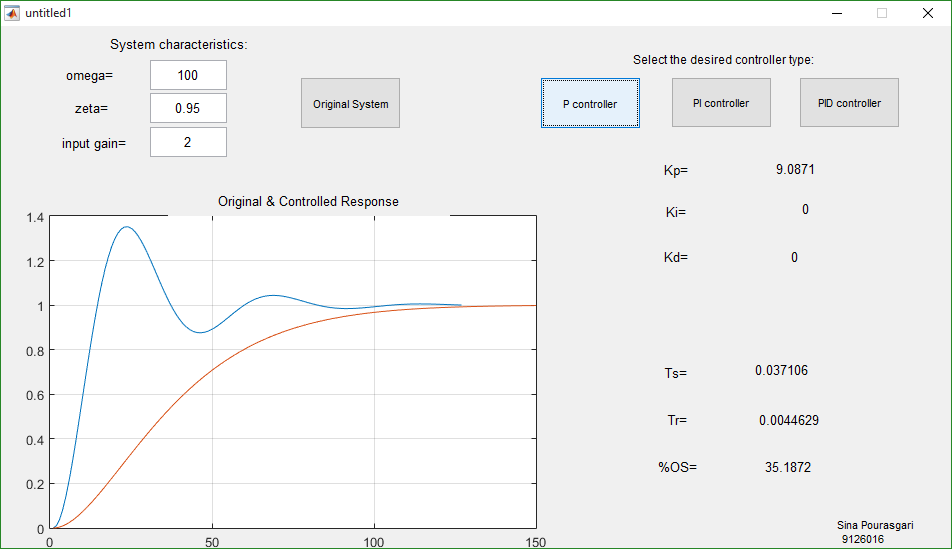 untitled1
System characteristics:
omega= 100
zeta= 0.95
input gain= 2
Original System
Select the desired controller type:
P controller PI controller PID controller
Kp= 9.0871
Ki= 0
Kd= 0
Original & Controlled Response
1.4
1.2
1
0.8
0.6
0.4
0.2
0
0 50 100 150
Ts= 0.037106
Tr= 0.0044629
%OS= 35.1872
Sina Pourasgari
9126016